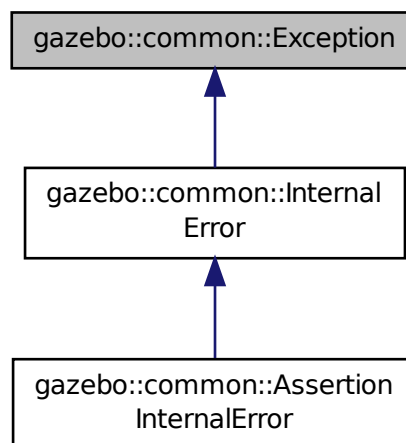 gazebo::common::Exception
gazebo::common::Internal
Error
gazebo::common::Assertion
InternalError